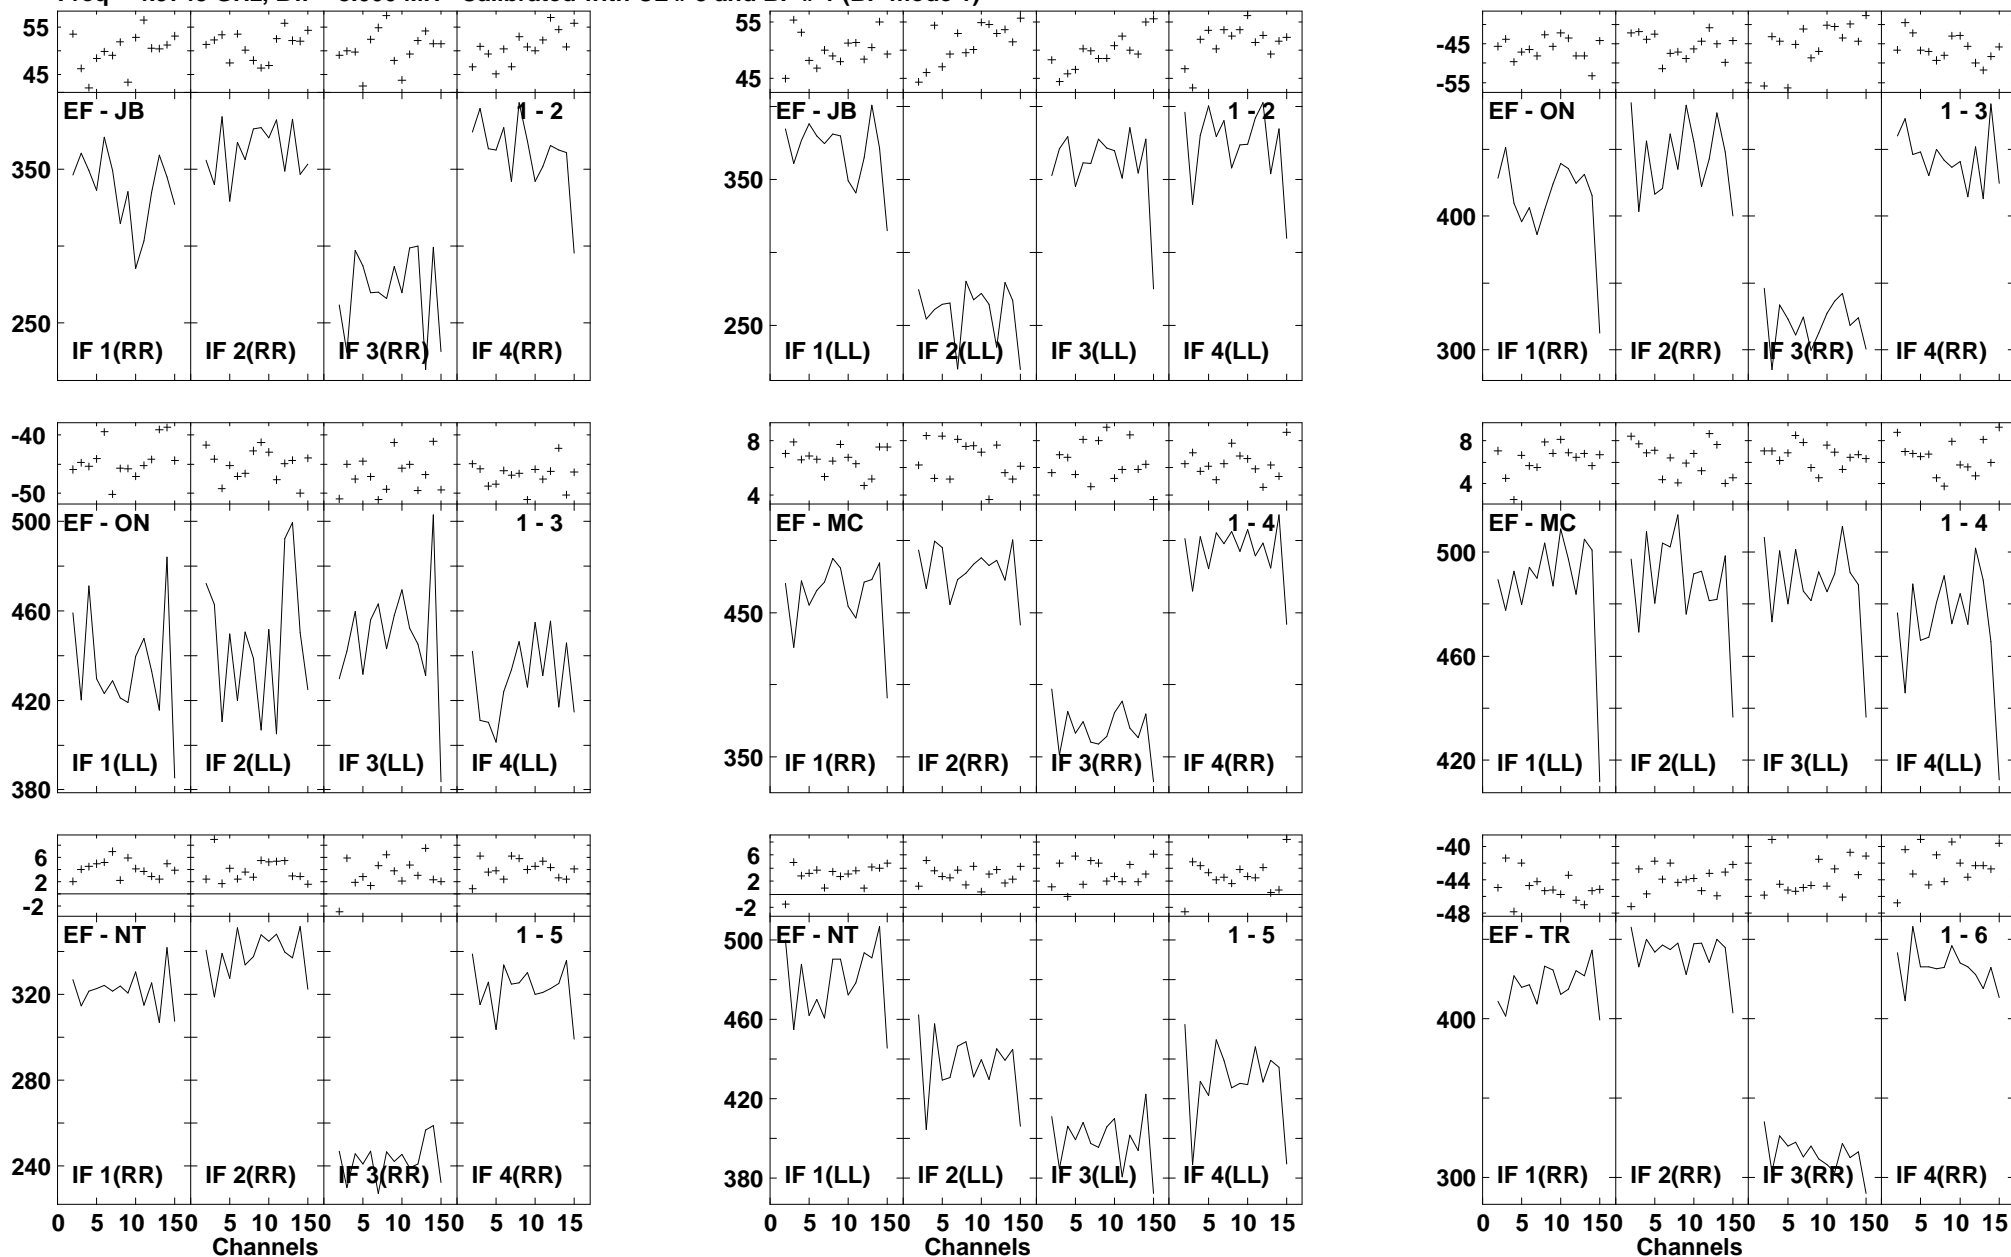 55
45
EF - JB
1 - 2
350
250
IF 1(RR) IF 2(RR) IF 3(RR) IF 4(RR)
55
45
EF - JB
1 - 2
350
250
IF 1(LL) IF 2(LL) IF 3(LL) IF 4(LL)
-45
-55
EF - ON
1 - 3
400
300
IF 1(RR) IF 2(RR) IF 3(RR) IF 4(RR)
-40
-50
500
EF - ON
1 - 3
460
420
380
IF 1(LL) IF 2(LL) IF 3(LL) IF 4(LL)
8
4
EF - MC
1 - 4
450
350
IF 1(RR) IF 2(RR) IF 3(RR) IF 4(RR)
8
4
EF - MC
1 - 4
500
460
420
IF 1(LL) IF 2(LL) IF 3(LL) IF 4(LL)
6
2
-2
EF - NT
1 - 5
320
280
240
IF 1(RR) IF 2(RR) IF 3(RR) IF 4(RR)
0 5 10 150 5 10 150 5 10 150 5 10 15
Channels
6
2
-2
EF - NT
1 - 5
500
460
420
380
IF 1(LL) IF 2(LL) IF 3(LL) IF 4(LL)
0 5 10 150 5 10 150 5 10 150 5 10 15
Channels
-40
-44
-48
EF - TR
1 - 6
400
300
IF 1(RR) IF 2(RR) IF 3(RR) IF 4(RR)
0 5 10 150 5 10 150 5 10 150 5 10 15
Channels